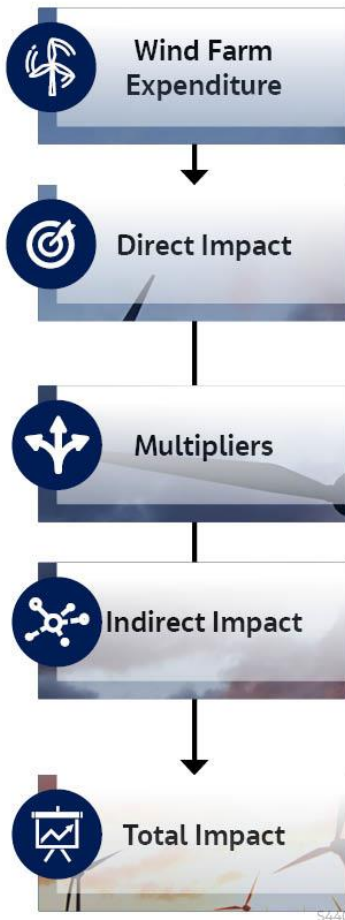 Wind Farm
Expenditure
Direct Impact
Multipliers
Indirect Impact
Total Impact